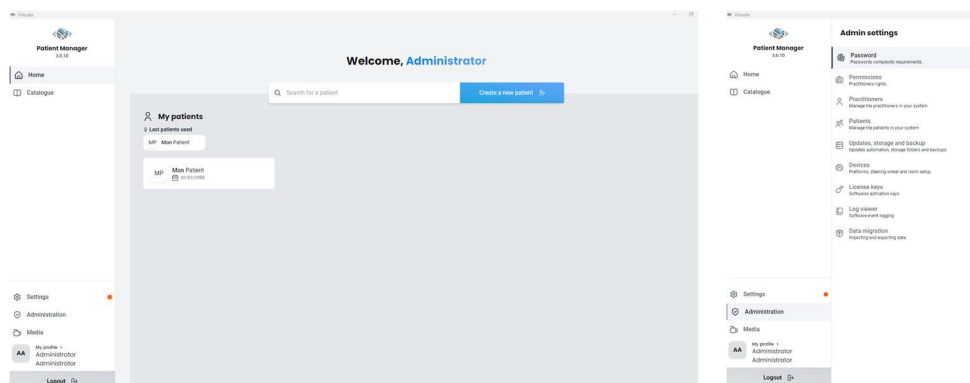 Virtualis
Patient Manager
3.0.10
Home
Catalogue
Settings
Administration
Media
AA
My profile >
Administrator
Administrator
Logout
Welcome, Administrator
Search for a patient
Create a new patient
My patients
Last patients used
MP Mon Patient
MP
Mon Patient
01/01/1999
Virtualis
Patient Manager
3.0.10
Home
Catalogue
Settings
Administration
Media
AA
My profile >
Administrator
Administrator
Logout
Admin settings
Password
Passwords complexity requirements
Permissions
Practitioners rights
Practitioners
Manage the practitioners in your system
Patients
Manage the patients in your system
Updates, storage and backup
Updates automation, storage folders and backups
Devices
Platforms, steering wheel and room setup
License keys
Softwares activation keys
Log viewer
Software event logging
Data migration
Importing and exporting data